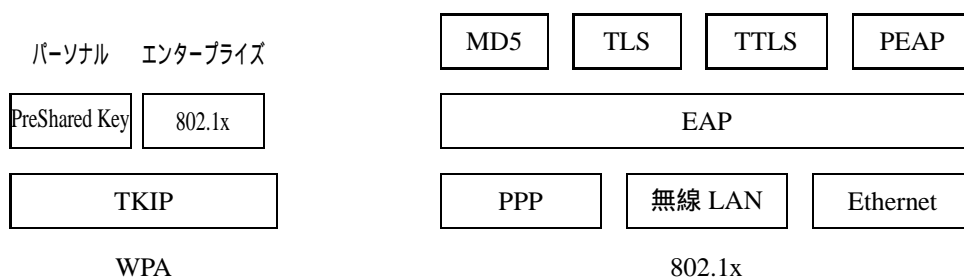 パーソナル エンタープライズ
PreShared Key 802.1x
TKIP
WPA
MD5 TLS TTLS PEAP
EAP
PPP 無線 LAN Ethernet
802.1x